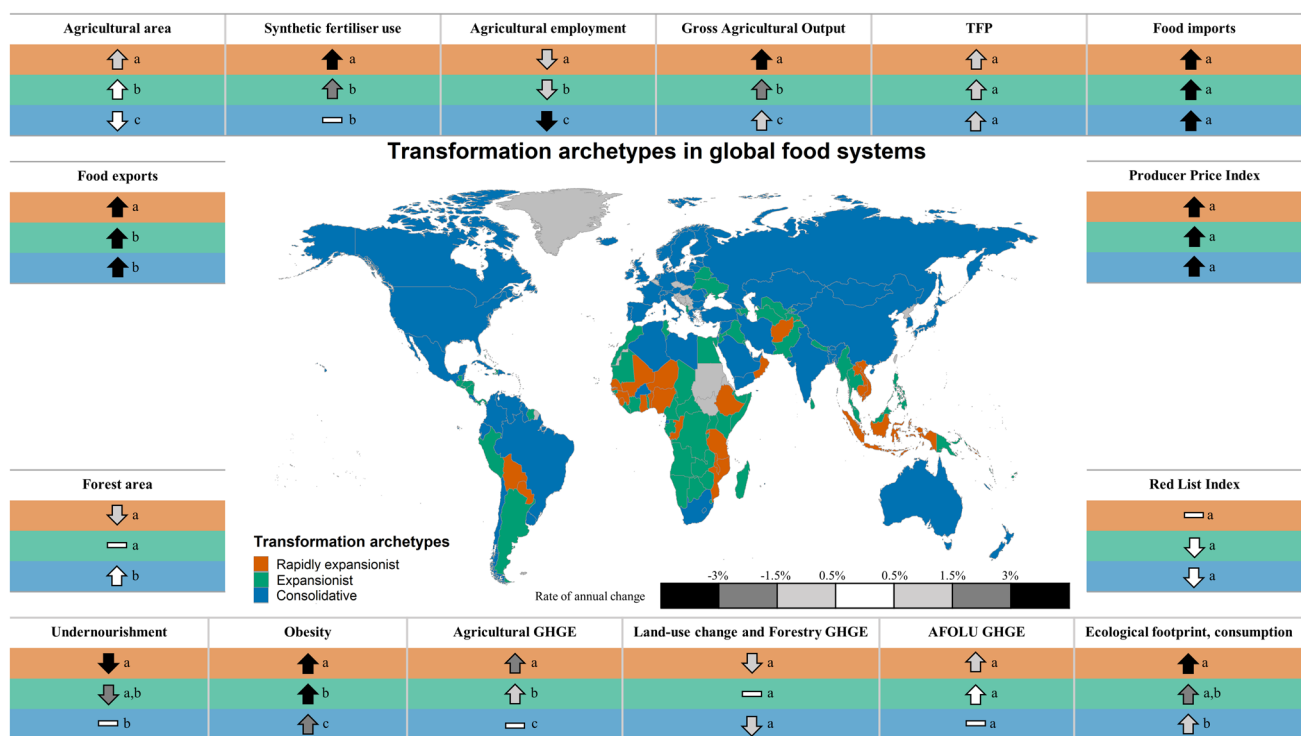 Agricultural area Synthetic fertiliser use Agricultural employment Gross Agricultural Output TFP Food imports
a a a a a a
b b b b a a
c b c c a a
Transformation archetypes in global food systems
Food exports
a
b
b
Producer Price Index
a
a
a
Forest area
a
a
b
Red List Index
a
a
a
Transformation archetypes
Rapidly expansionist
Expansionist
Consolidative
-3% -1.5% 0.5% 0.5% 1.5% 3%
Rate of annual change
Undernourishment Obesity Agricultural GHGE Land-use change and Forestry GHGE AFOLU GHGE Ecological footprint, consumption
a a a a a a
a,b b b a a a,b
b c c a a b